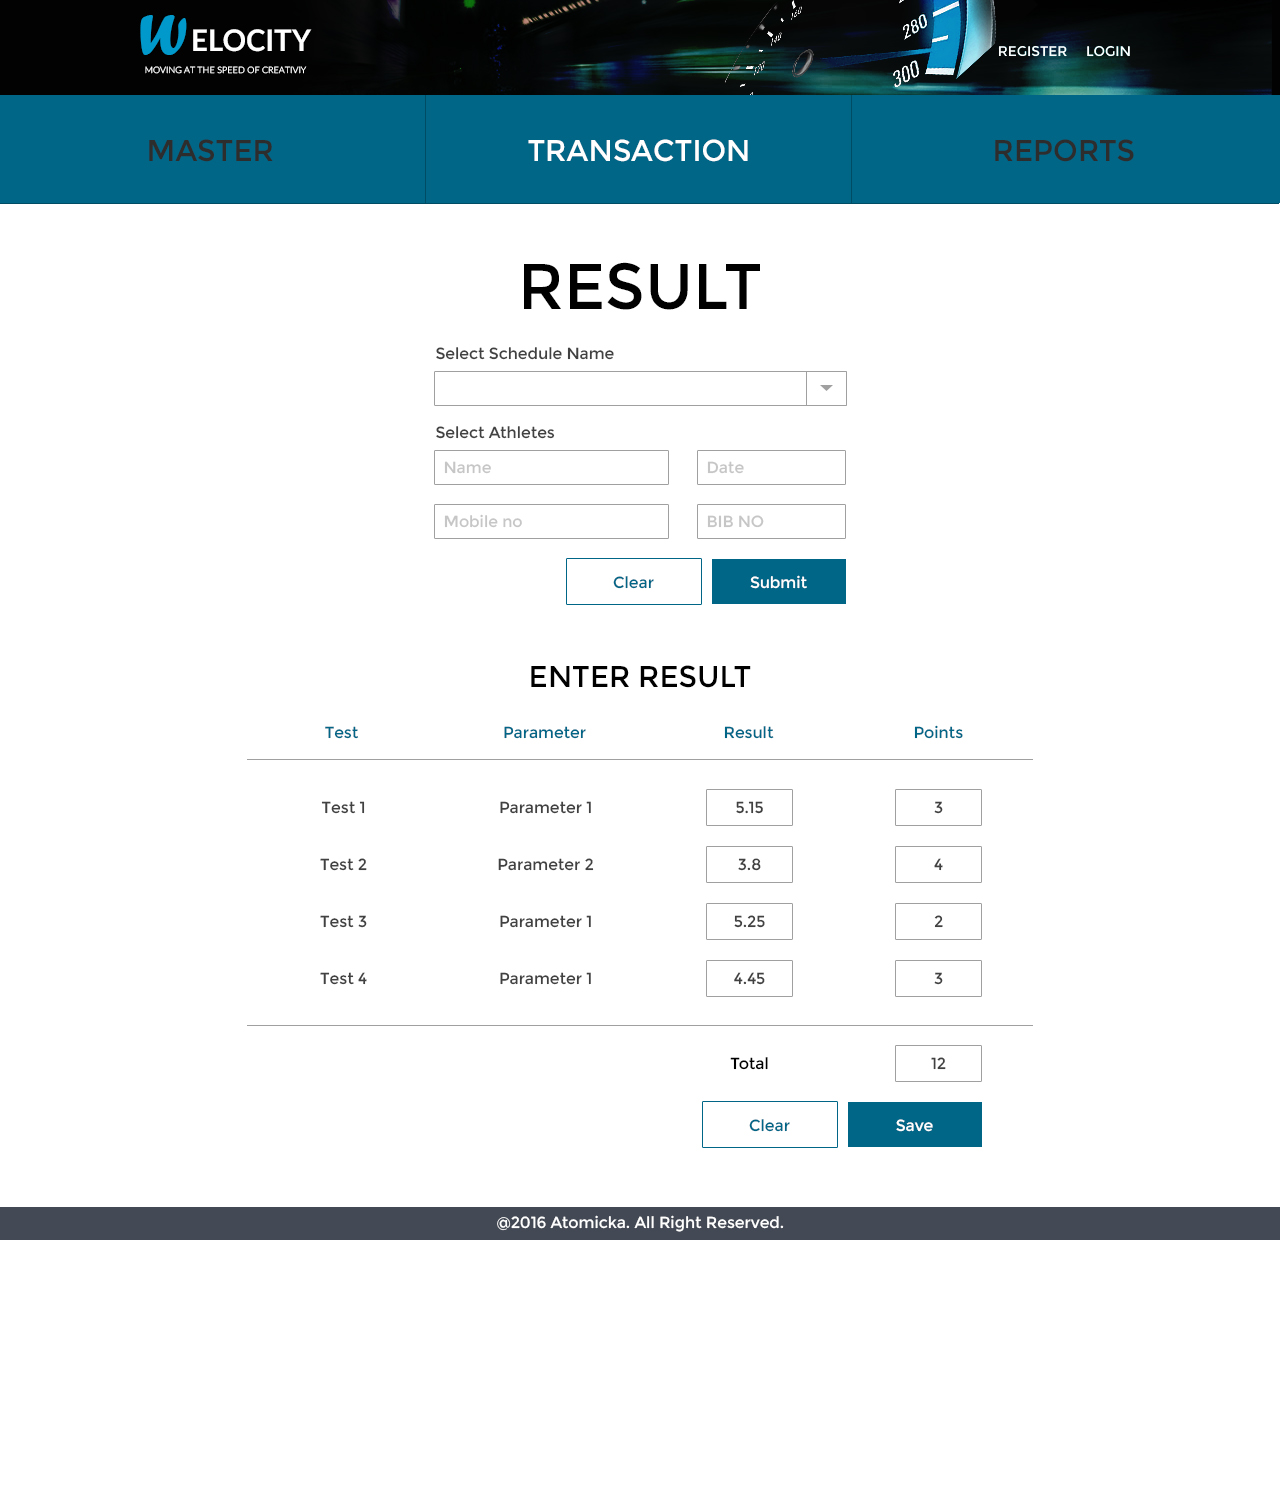 W ELOCITY
MOVING AT THE SPEED OF CREATIVIY
280
300
REGISTER LOGIN
MASTER TRANSACTION REPORTS
RESULT
Select Schedule Name
Select Athletes
Name Date
Mobile no BIB NO
Clear Submit
ENTER RESULT
Test Parameter Result Points
Test 1 Parameter 1 5.15 3
Test 2 Parameter 2 3.8 4
Test 3 Parameter 1 5.25 2
Test 4 Parameter 1 4.45 3
Total 12
Clear Save
@2016 Atomicka. All Right Reserved.